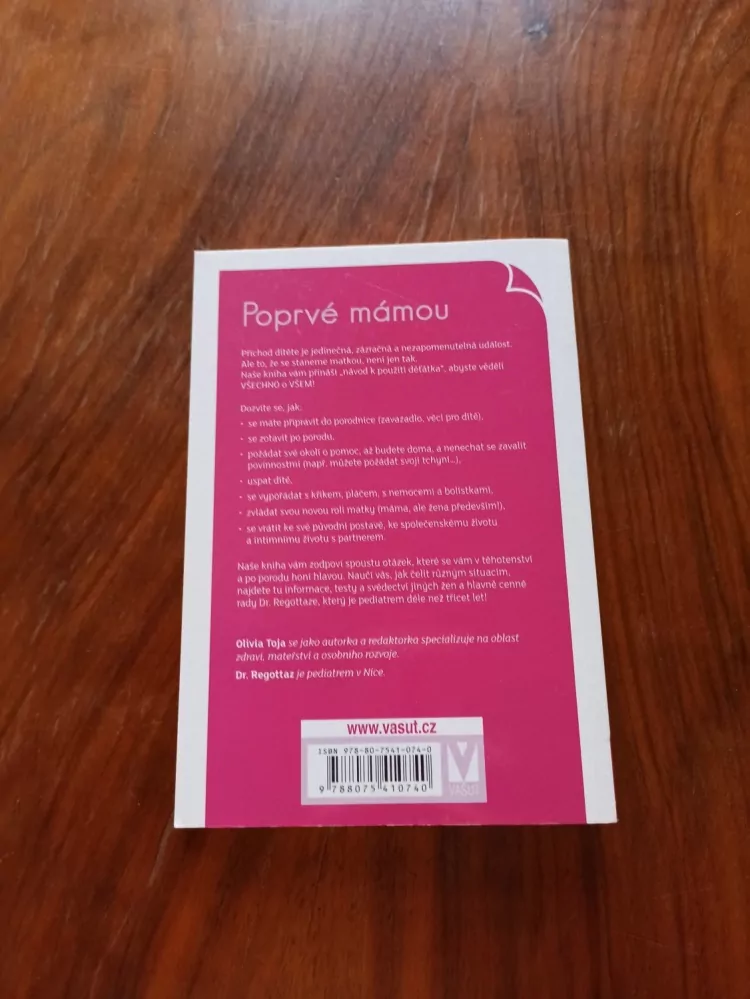 Poprvé mámou
Příchod dítěte je jedinečná, zázračná a nezapomenutelná událost.
Ale to, že se staneme matkou, není jen tak.
Naše kniha vám přináší „návod k použití děťátka“, abyste věděli
VŠECHNO o VŠEM!
Dozvíte se, jak:
• se máte připravit do porodnice (zavazadlo, věci pro dítě),
• se zotavit po porodu,
• požádat své okolí o pomoc, až budete doma, a nenechat se zavalit
povinnostmi (např. můžete požádat svoji tchyni...),
• uspat dítě,
• se vypořádat s křikem, pláčem, s nemocemi a bolístkami,
• zvládat svou novou roli matky (máma, ale žena především!),
• se vrátit ke své původní postavě, ke společenskému životu
a intimnímu životu s partnerem.
Naše kniha vám zodpoví spoustu otázek, které se vám v těhotenství
a po porodu honí hlavou. Naučí vás, jak čelit různým situacím,
najdete tu informace, testy a svědectví jiných žen a hlavně cenné
rady Dr. Regottaze, který je pediatrem déle než třicet let!
Olivia Toja se jako autorka a redaktorka specializuje na oblast
zdraví, mateřství a osobního rozvoje.
Dr. Regottaz je pediatrem v Nice.
www.vasut.cz
ISBN 978-80-7541-074-0
9 788075 410740
VAŠUT